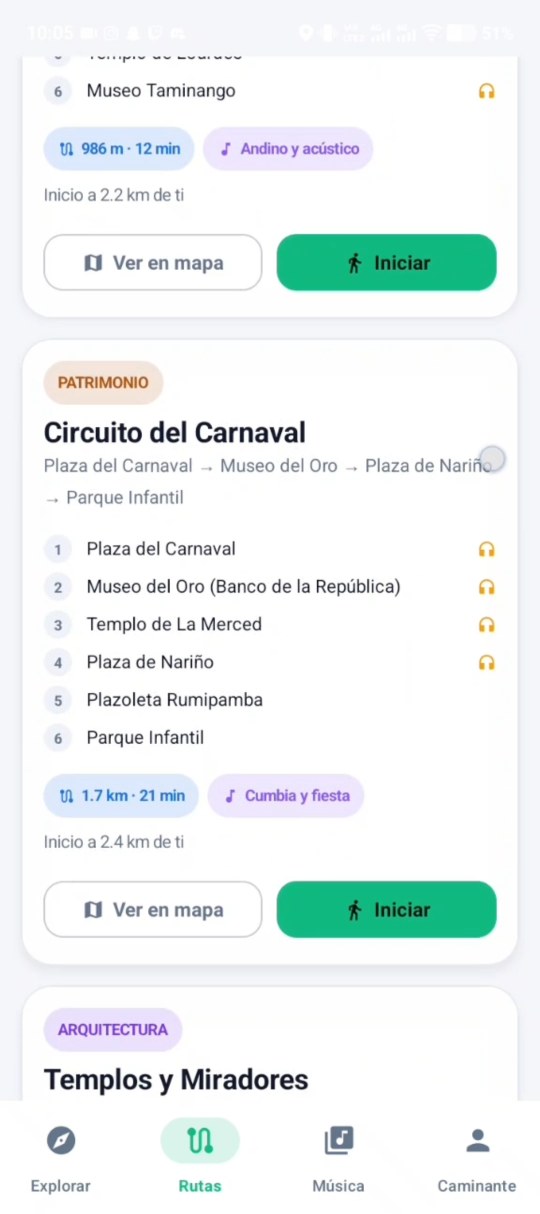 10:05
51%
6 Museo Taminango
986 m · 12 min Andino y acústico
Inicio a 2.2 km de ti
Ver en mapa Iniciar
PATRIMONIO
Circuito del Carnaval
Plaza del Carnaval → Museo del Oro → Plaza de Nariño
→ Parque Infantil
1 Plaza del Carnaval
2 Museo del Oro (Banco de la República)
3 Templo de La Merced
4 Plaza de Nariño
5 Plazoleta Rumipamba
6 Parque Infantil
1.7 km · 21 min Cumbia y fiesta
Inicio a 2.4 km de ti
Ver en mapa Iniciar
ARQUITECTURA
Templos y Miradores
Explorar Rutas Música Caminante